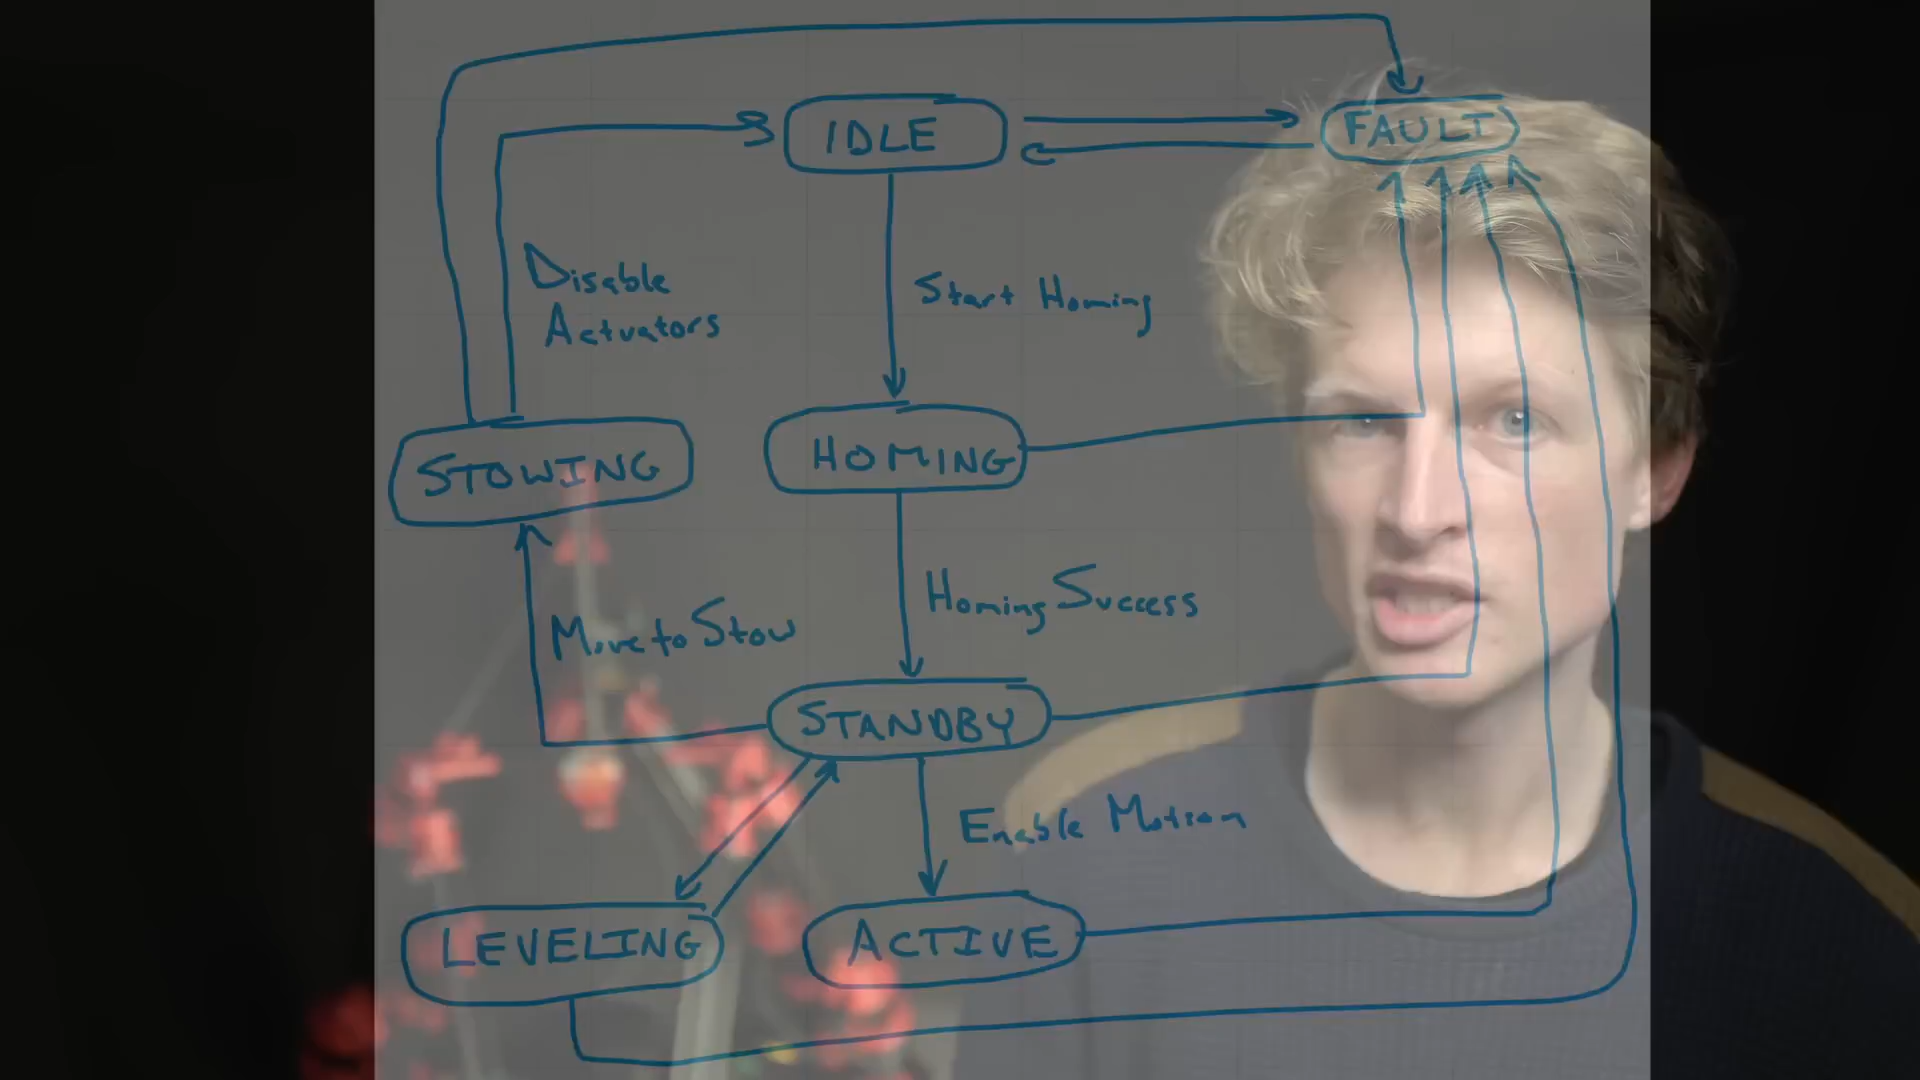 IDLE
FAULT
Disable
Actuators
Start Homing
STOWING
HOMING
Homing Success
Move to Stow
STANDBY
Enable Motion
LEVELING
ACTIVE